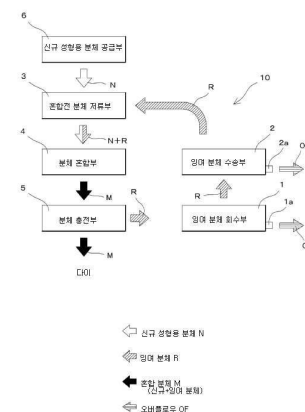 6
신규 성형용 분체 공급부
N
3
혼합전 분체 저류부
R
10
N+R
4
분체 혼합부
2
잉여 분체 수송부
2a
M
R
5
분체 충전부
R
1
잉여 분체 회수부
1a
M
다이
신규 성형용 분체 N
잉여 분체 R
혼합 분체 M
(신규+잉여 분체)
오버플로우 OF